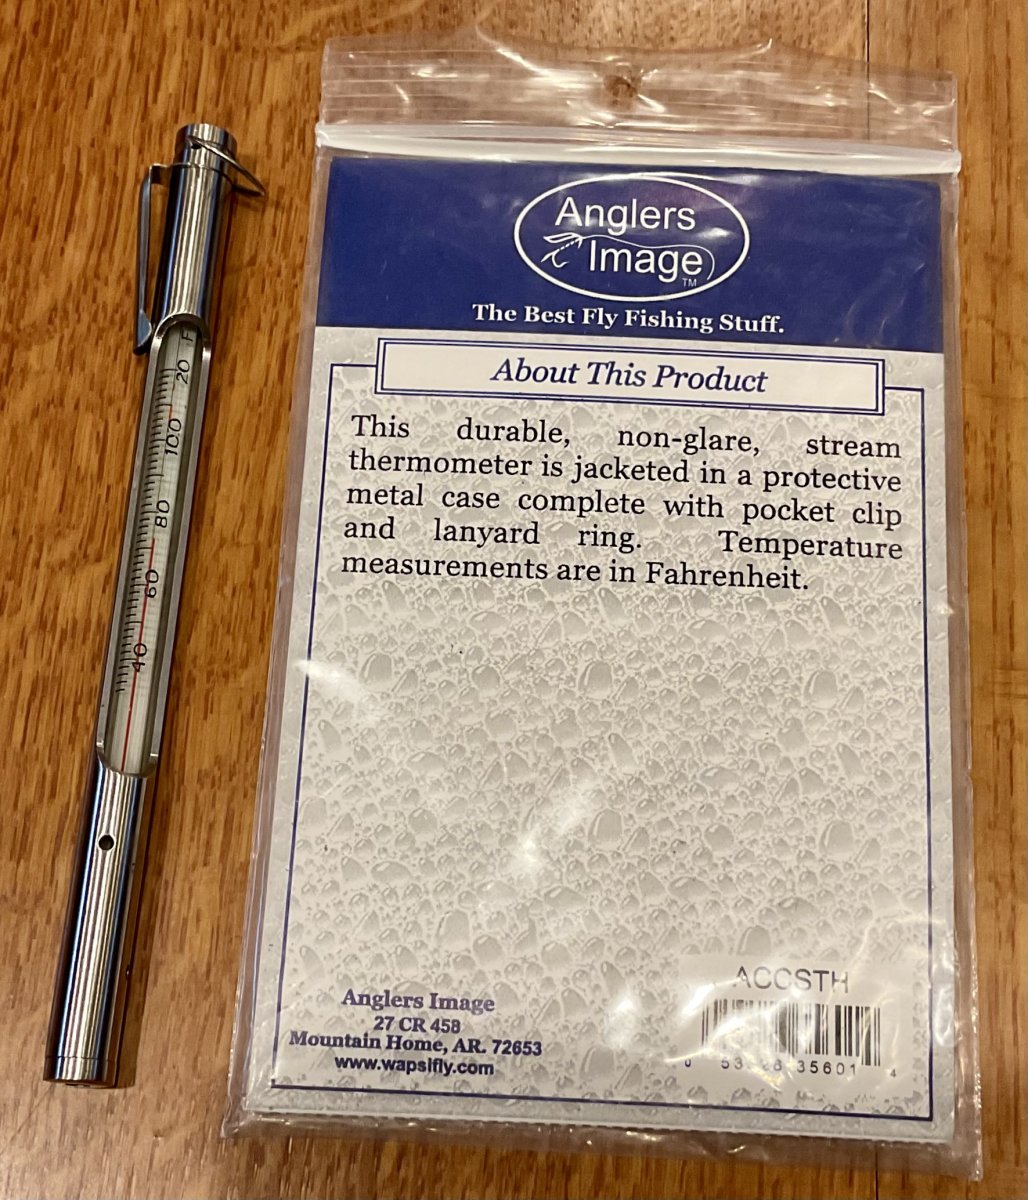 F
20
100
80
60
40
Anglers
Image
TM
The Best Fly Fishing Stuff.
About This Product
This durable, non-glare, stream
thermometer is jacketed in a protective
metal case complete with pocket clip
and lanyard ring. Temperature
measurements are in Fahrenheit.
Anglers Image
27 CR 458
Mountain Home, AR. 72653
www.wapsifly.com
ACCSTH
35601 4